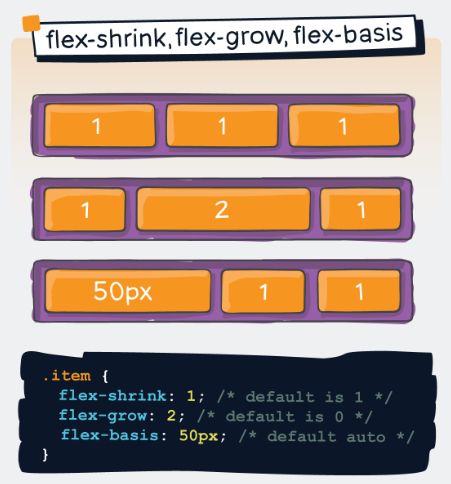 flex-shrink, flex-grow, flex-basis
1 1 1
1 2 1
50px 1 1
.item {
flex-shrink: 1; /* default is 1 */
flex-grow: 2; /* default is 0 */
flex-basis: 50px; /* default auto */
}